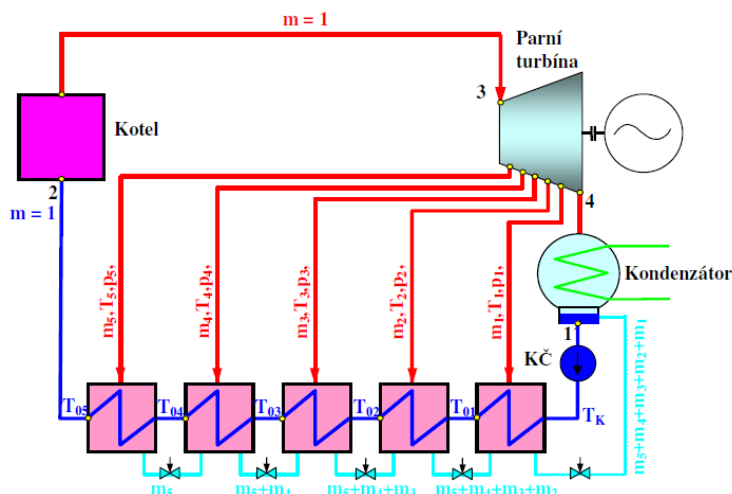 m = 1
Parní
turbína
3
Kotel
2
m = 1
4
m5,T5,p5,
m4,T4,p4,
m3,T3,p3,
m2,T2,p2,
m1,T1,p1,
Kondenzátor
1
KČ
T05
T04
T03
T02
T01
TK
m5+m4+m3+m2+m1
m5
m5+m4
m5+m4+m3
m5+m4+m3+m2